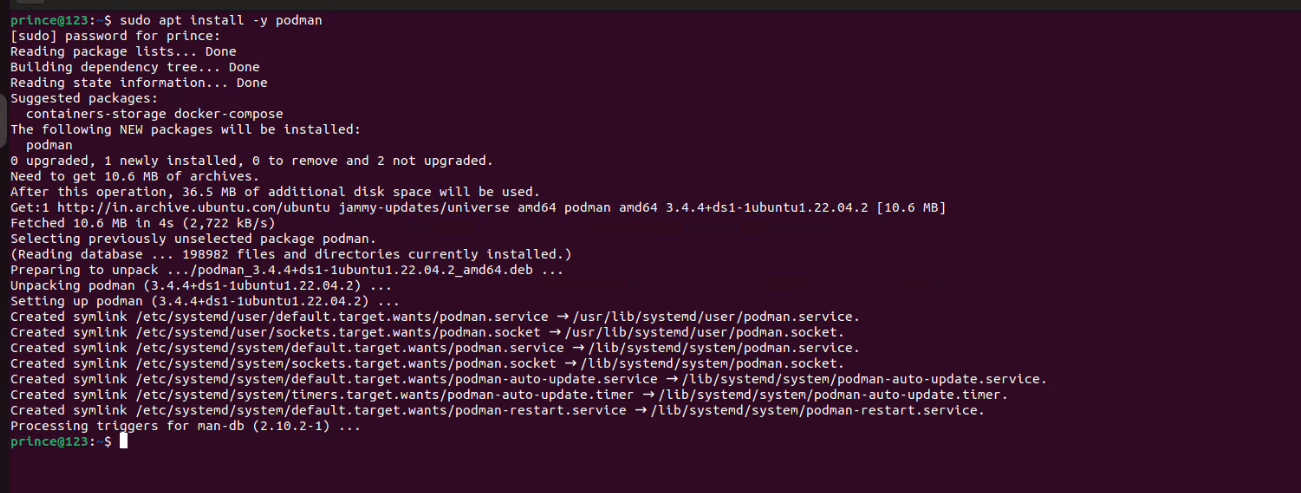 prince@123:~$ sudo apt install -y podman
[sudo] password for prince:
Reading package lists... Done
Building dependency tree... Done
Reading state information... Done
Suggested packages:
  containers-storage docker-compose
The following NEW packages will be installed:
  podman
0 upgraded, 1 newly installed, 0 to remove and 2 not upgraded.
Need to get 10.6 MB of archives.
After this operation, 36.5 MB of additional disk space will be used.
Get:1 http://in.archive.ubuntu.com/ubuntu jammy-updates/universe amd64 podman amd64 3.4.4+ds1-1ubuntu1.22.04.2 [10.6 MB]
Fetched 10.6 MB in 4s (2,722 kB/s)
Selecting previously unselected package podman.
(Reading database ... 198982 files and directories currently installed.)
Preparing to unpack .../podman_3.4.4+ds1-1ubuntu1.22.04.2_amd64.deb ...
Unpacking podman (3.4.4+ds1-1ubuntu1.22.04.2) ...
Setting up podman (3.4.4+ds1-1ubuntu1.22.04.2) ...
Created symlink /etc/systemd/user/default.target.wants/podman.service → /usr/lib/systemd/user/podman.service.
Created symlink /etc/systemd/user/sockets.target.wants/podman.socket → /usr/lib/systemd/user/podman.socket.
Created symlink /etc/systemd/system/default.target.wants/podman.service → /lib/systemd/system/podman.service.
Created symlink /etc/systemd/system/sockets.target.wants/podman.socket → /lib/systemd/system/podman.socket.
Created symlink /etc/systemd/system/default.target.wants/podman-auto-update.service → /lib/systemd/system/podman-auto-update.service.
Created symlink /etc/systemd/system/timers.target.wants/podman-auto-update.timer → /lib/systemd/system/podman-auto-update.timer.
Created symlink /etc/systemd/system/default.target.wants/podman-restart.service → /lib/systemd/system/podman-restart.service.
Processing triggers for man-db (2.10.2-1) ...
prince@123:~$